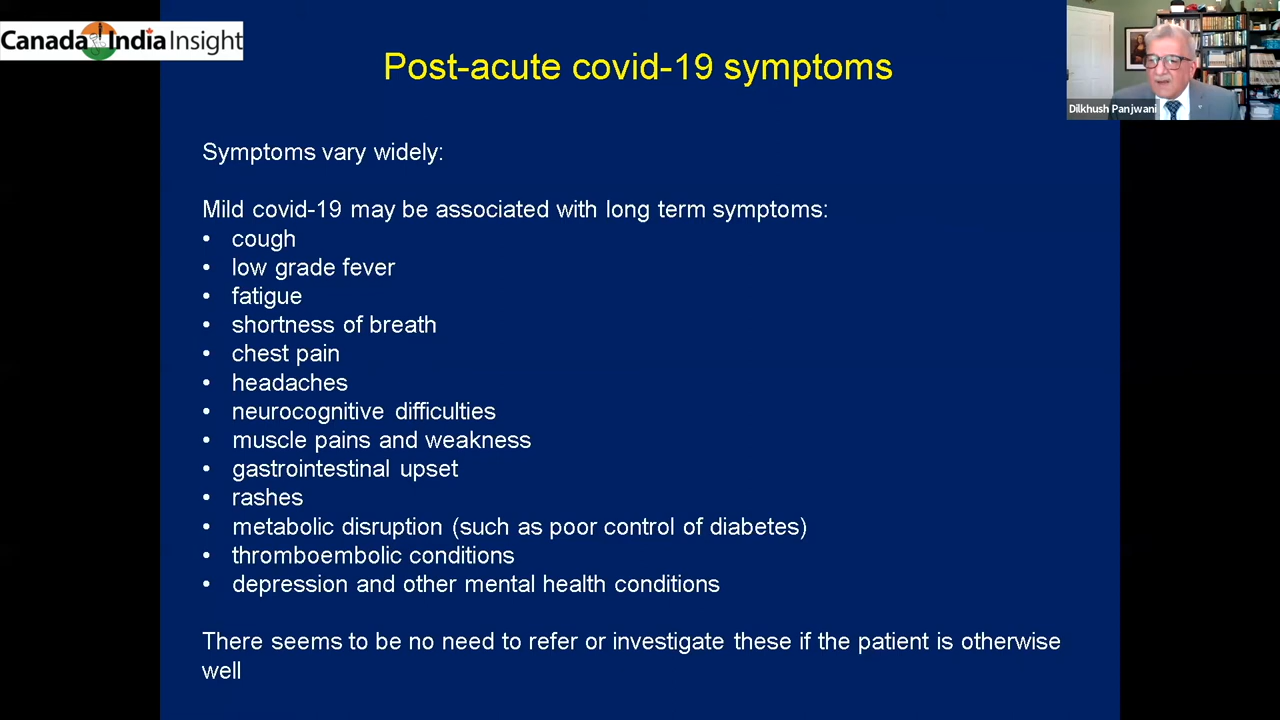 Canada India Insight
Post-acute covid-19 symptoms
Dilkhush Panjwani
Symptoms vary widely:
Mild covid-19 may be associated with long term symptoms:
• cough
• low grade fever
• fatigue
• shortness of breath
• chest pain
• headaches
• neurocognitive difficulties
• muscle pains and weakness
• gastrointestinal upset
• rashes
• metabolic disruption (such as poor control of diabetes)
• thromboembolic conditions
• depression and other mental health conditions
There seems to be no need to refer or investigate these if the patient is otherwise
well